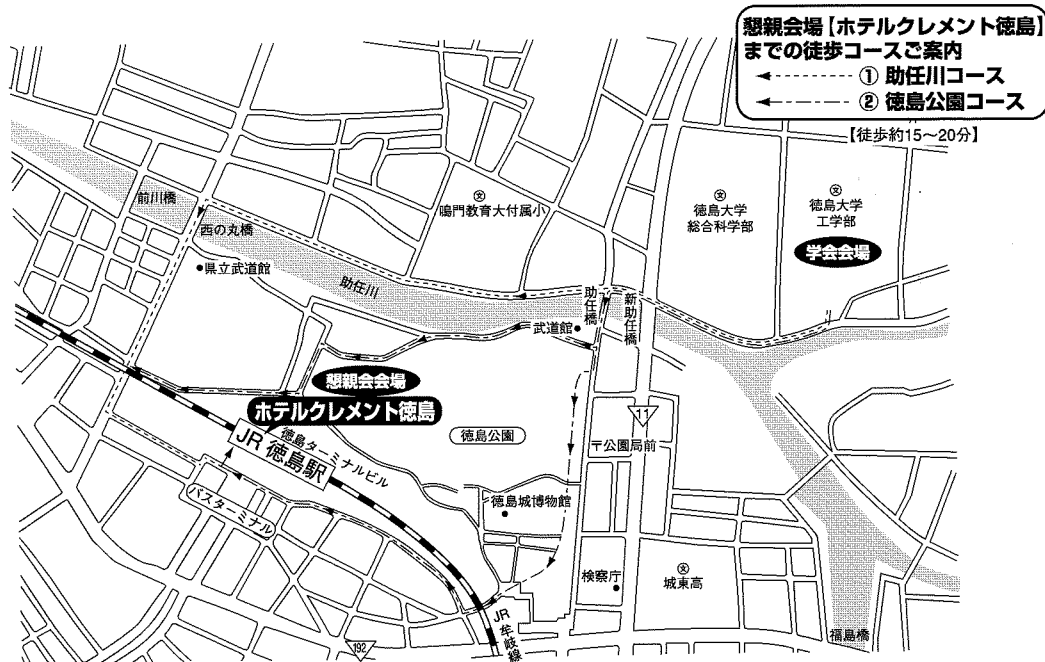 懇親会場【ホテルクレメント徳島】
までの徒歩コースご案内
① 助任川コース
② 徳島公園コース
【徒歩約15〜20分】
前川橋
西の丸橋
●県立武道館
助任川
文
鳴門教育大付属小
文
徳島大学
総合科学部
文
徳島大学
工学部
学会会場
助任橋
新助任橋
武道館●
懇親会会場
ホテルクレメント徳島
JR 徳島駅
徳島ターミナルビル
バスターミナル
徳島公園
11
〒公園局前
徳島城博物館
検察庁
文
城東高
JR牟岐線
192
福島橋